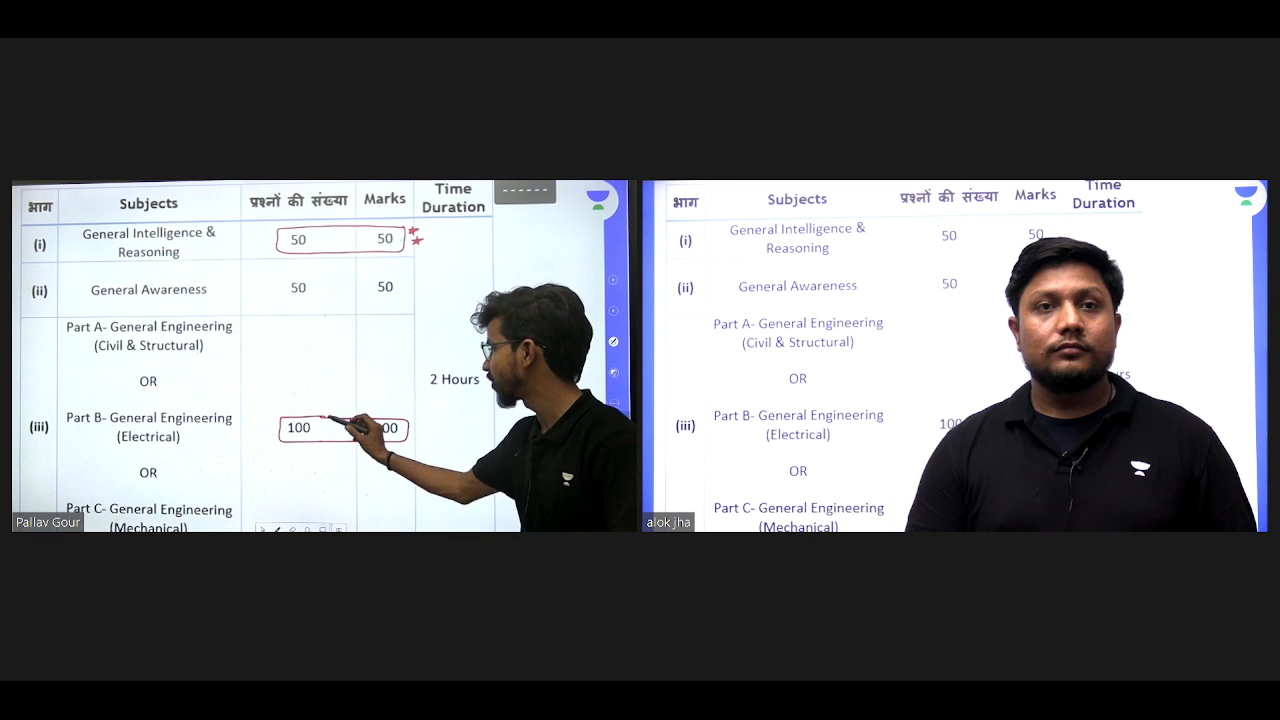 भाग Subjects प्रश्नों की संख्या Marks Time Duration
(i) General Intelligence & Reasoning 50 50
(ii) General Awareness 50 50
Part A- General Engineering
(Civil & Structural)
OR
2 Hours
Part B- General Engineering
(iii) (Electrical) 100 00
OR
Part C- General Engineering
(Mechanical)
Pallav Gour
भाग Subjects प्रश्नों की संख्या Marks Time Duration
(i) General Intelligence & Reasoning 50 50
(ii) General Awareness 50
Part A- General Engineering
(Civil & Structural)
OR
rs
Part B- General Engineering
(iii) (Electrical) 100
OR
Part C- General Engineering
(Mechanical)
alok jha